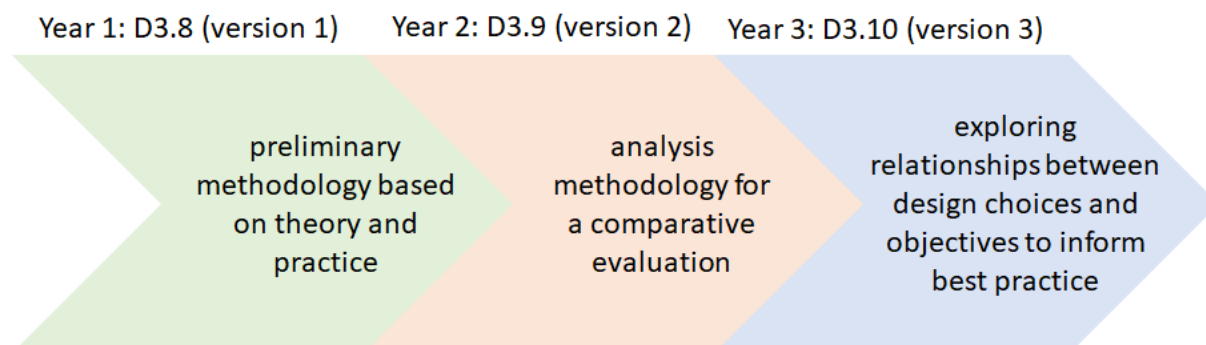 Year 1: D3.8 (version 1)
Year 2: D3.9 (version 2)
Year 3: D3.10 (version 3)
preliminary
methodology based
on theory and
practice
analysis
methodology for
a comparative
evaluation
exploring
relationships between
design choices and
objectives to inform
best practice